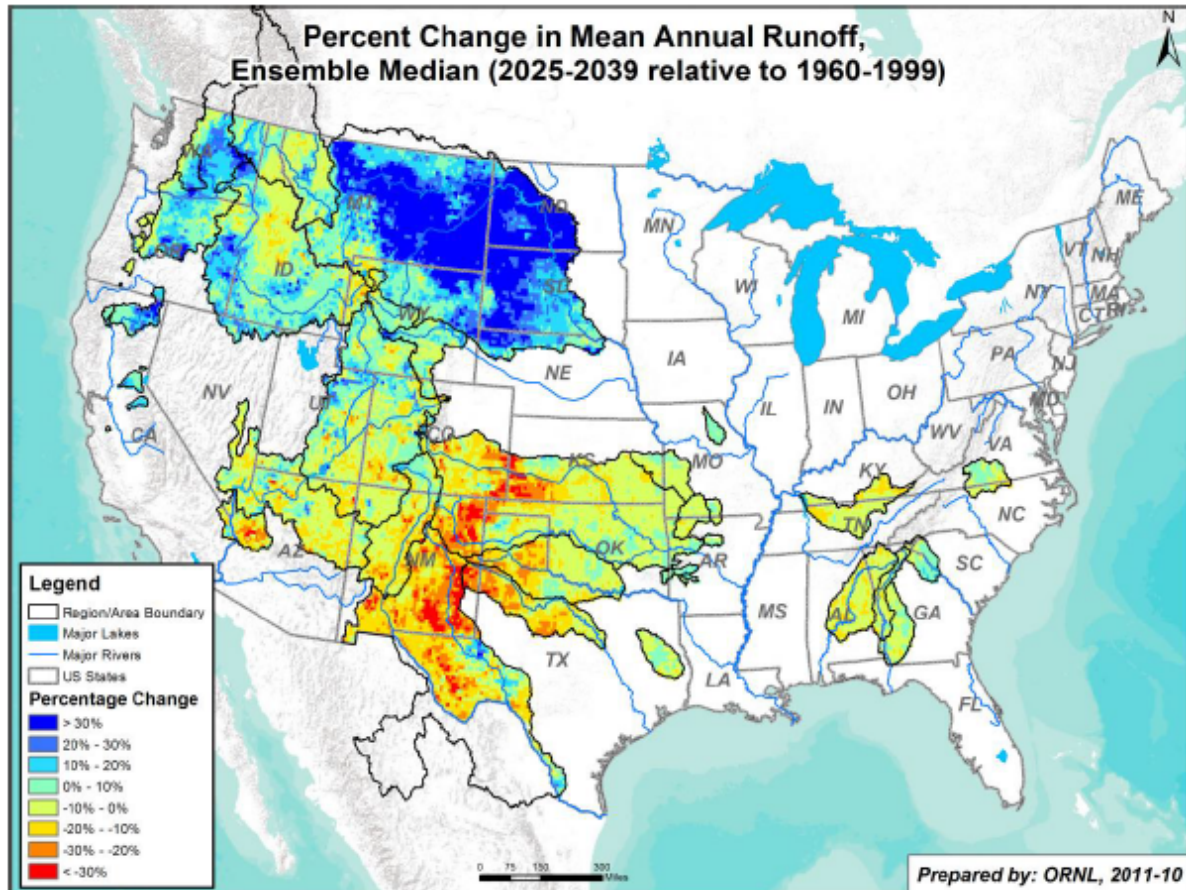 Percent Change in Mean Annual Runoff,
Ensemble Median (2025-2039 relative to 1960-1999)
N
WA
MT
ND
MN
ME
OR
ID
SD
WI
VT
NH
WY
MI
NY
MA
CT
RI
IA
PA
NJ
NE
NV
UT
IL
IN
OH
MD
CA
CO
WV
VA
KS
MO
KY
AZ
NM
OK
TN
NC
AR
SC
MS
AL
GA
TX
LA
FL
Legend
Region/Area Boundary
Major Lakes
Major Rivers
US States
Percentage Change
> 30%
20% - 30%
10% - 20%
0% - 10%
-10% - 0%
-20% - -10%
-30% - -20%
< -30%
0 75 150 300
Miles
Prepared by: ORNL, 2011-10